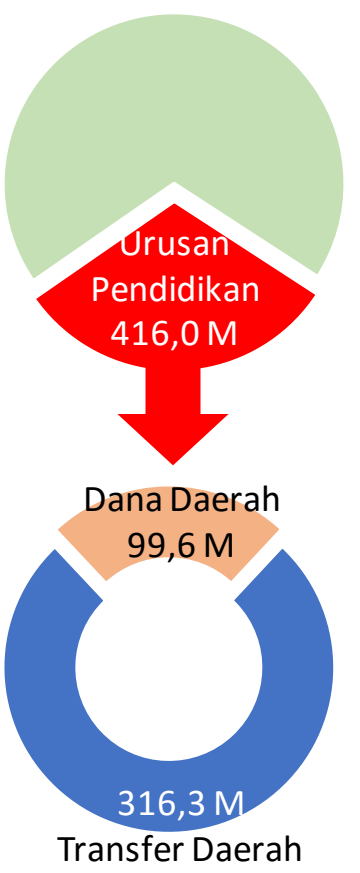 Urusan
Pendidikan
416,0 M
Dana Daerah
99,6 M
316,3 M
Transfer Daerah